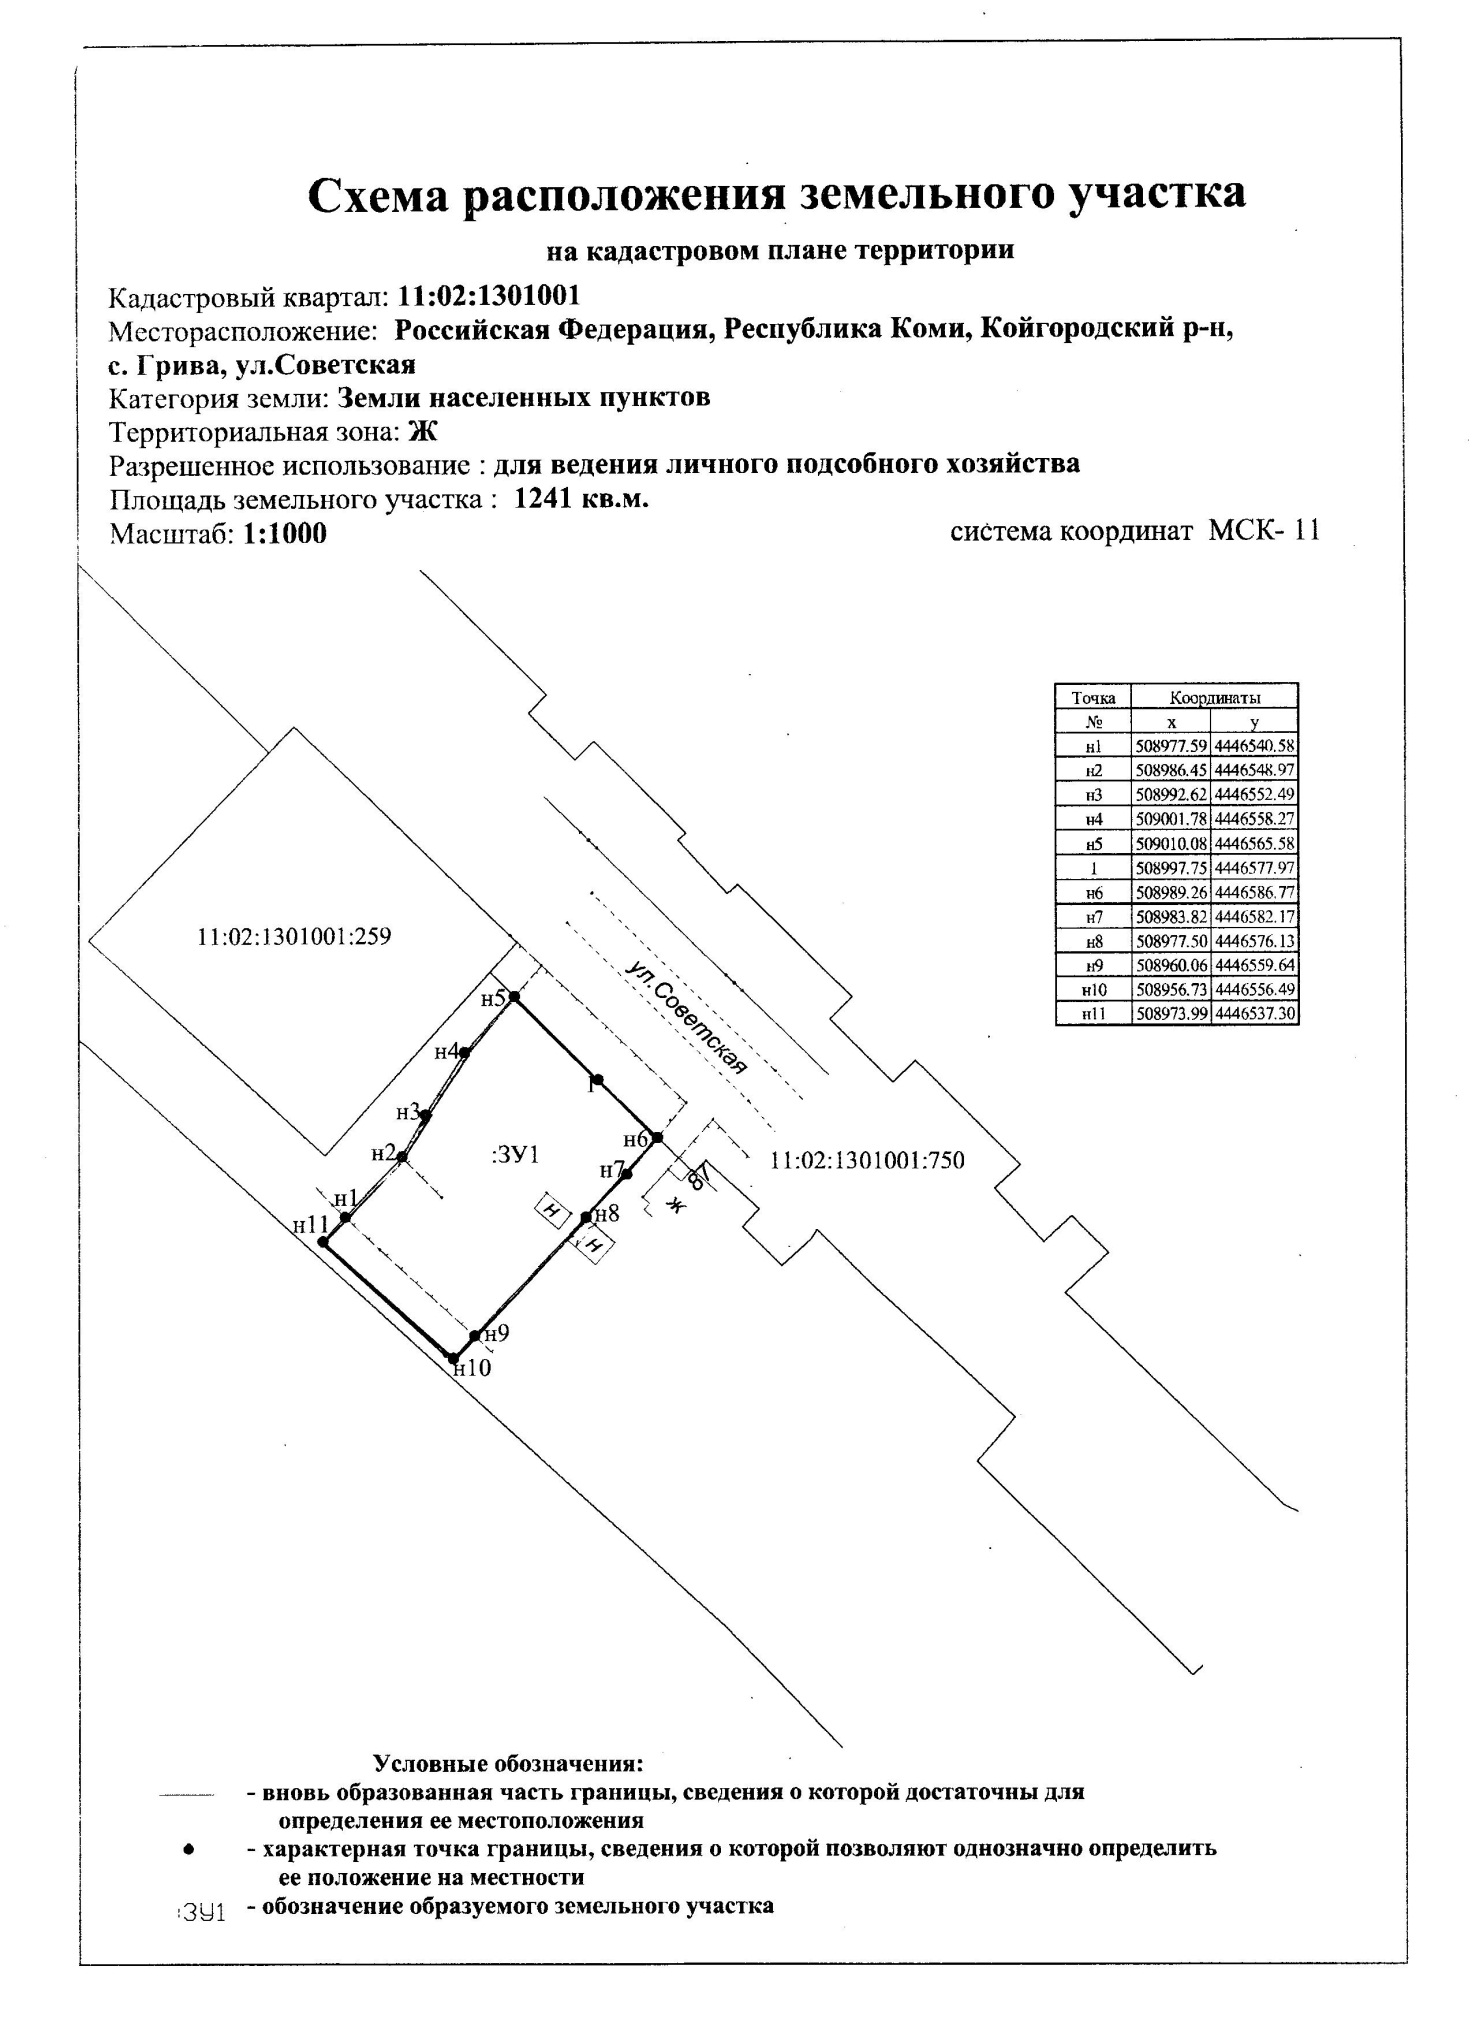 Схема расположения земельного участка
на кадастровом плане территории
Кадастровый квартал: 11:02:1301001
Месторасположение: Российская Федерация, Республика Коми, Койгородский р-н,
с. Грива, ул.Советская
Категория земли: Земли населенных пунктов
Территориальная зона: Ж
Разрешенное использование : для ведения личного подсобного хозяйства
Площадь земельного участка : 1241 кв.м.
Масштаб: 1:1000
система координат МСК- 11
Точка Координаты
№ x y
н1 508977.59 4446540.58
н2 508986.45 4446548.97
н3 508992.62 4446552.49
н4 509001.78 4446558.27
н5 509010.08 4446565.58
1 508997.75 4446577.97
н6 508989.26 4446586.77
н7 508983.82 4446582.17
н8 508977.50 4446576.13
н9 508960.06 4446559.64
н10 508956.73 4446556.49
н11 508973.99 4446537.30
11:02:1301001:259
ул.Советская
н5
н4
1
н3
н6
н2
:ЗУ1
н7
11:02:1301001:750
87
ж
н1
н
н8
н11
н
н9
н10
Условные обозначения:
- вновь образованная часть границы, сведения о которой достаточны для
определения ее местоположения
- характерная точка границы, сведения о которой позволяют однозначно определить
ее положение на местности
:ЗУ1 - обозначение образуемого земельного участка